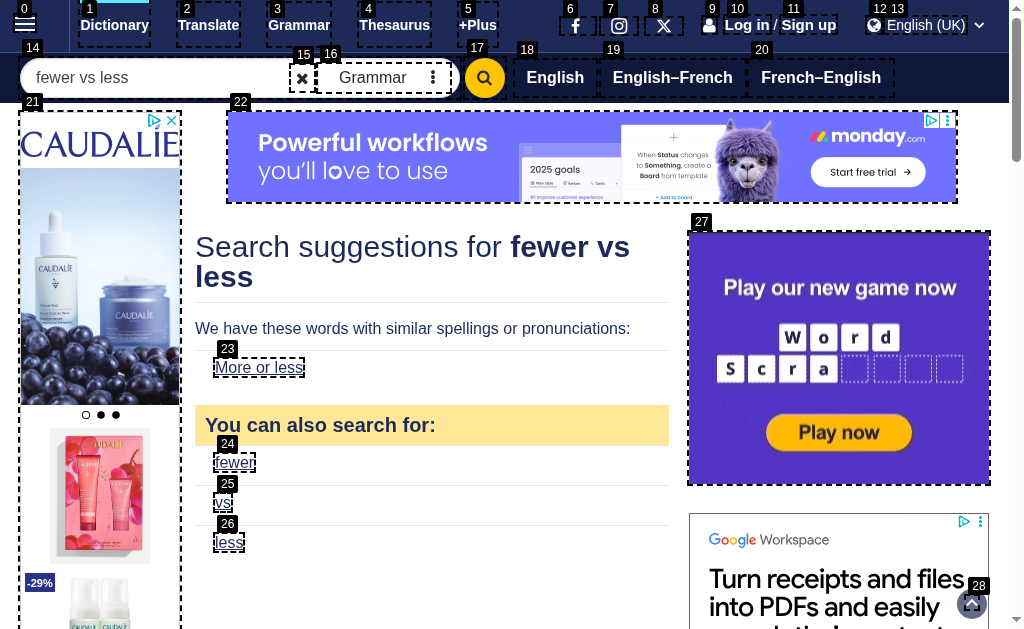 0 1 2 3 4 5 6 7 8 9 10 11 12 13
Dictionary Translate Grammar Thesaurus +Plus Log in / Sign up English (UK)
14 15 16 17 18 19 20
fewer vs less Grammar English English–French French–English
21 22
CAUDALÍE
Powerful workflows
you'll love to use
2025 goals
When Status changes
to Something, create a
Board from template
+ Add to board
monday.com
Start free trial →
27
Search suggestions for fewer vs
less
We have these words with similar spellings or pronunciations:
23
More or less
You can also search for:
24
fewer
25
vs
26
less
CAUDALÍE
CAUDALÍE
-29%
Play our new game now
W o r d
S c r a
Play now
Google Workspace
Turn receipts and files
into PDFs and easily
28